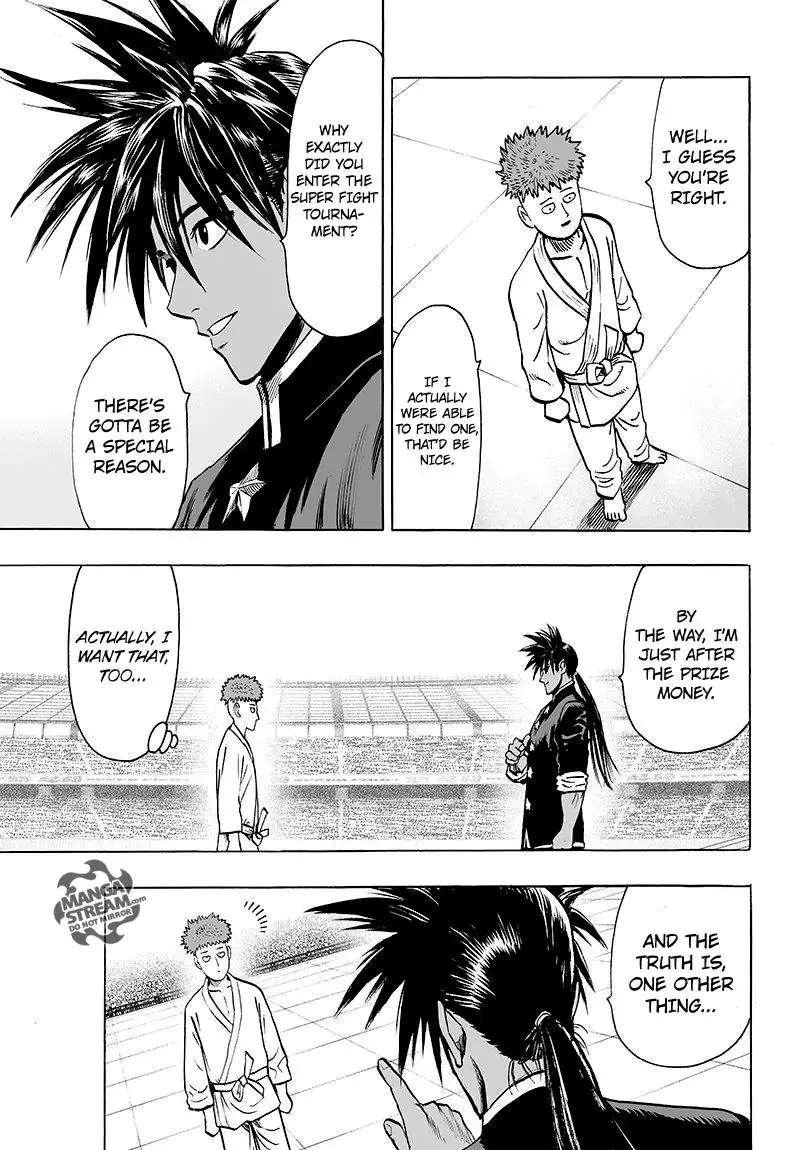 WELL...
I GUESS
YOU'RE
RIGHT.
IF I
ACTUALLY
WERE ABLE
TO FIND ONE,
THAT'D BE
NICE.
WHY
EXACTLY
DID YOU
ENTER THE
SUPER FIGHT
TOURNA-
MENT?
THERE'S
GOTTA BE
A SPECIAL
REASON.
BY
THE WAY, I'M
JUST AFTER
THE PRIZE
MONEY.
ACTUALLY, I
WANT THAT,
TOO...
AND THE
TRUTH IS,
ONE OTHER
THING...
MANGA
STREAM.com
DO NOT MIRROR